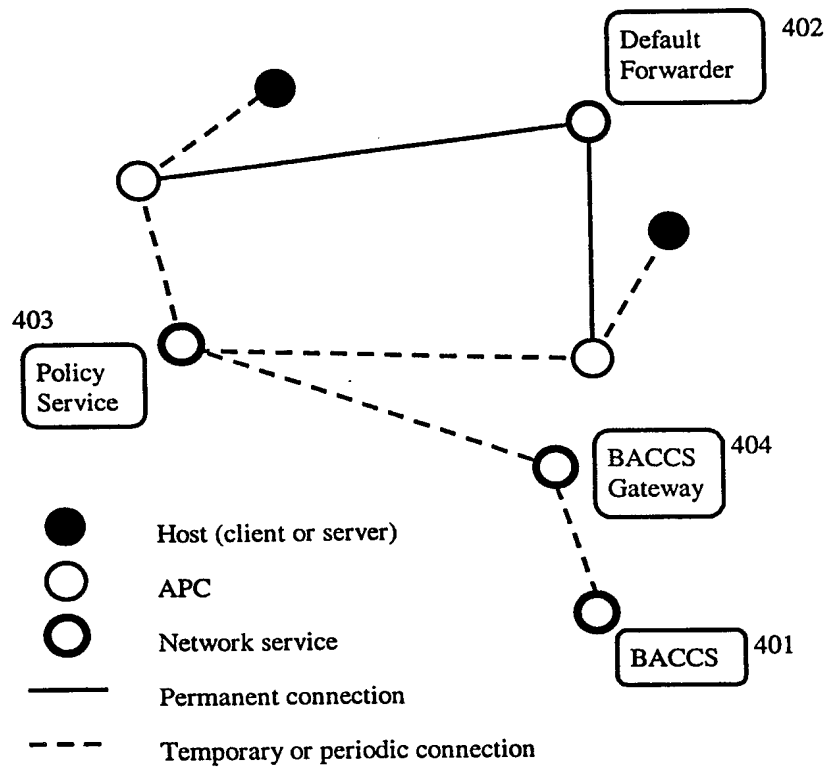 402
Default
Forwarder
403
Policy
Service
BACCS
Gateway
404
BACCS
401
Host (client or server)
APC
Network service
Permanent connection
Temporary or periodic connection